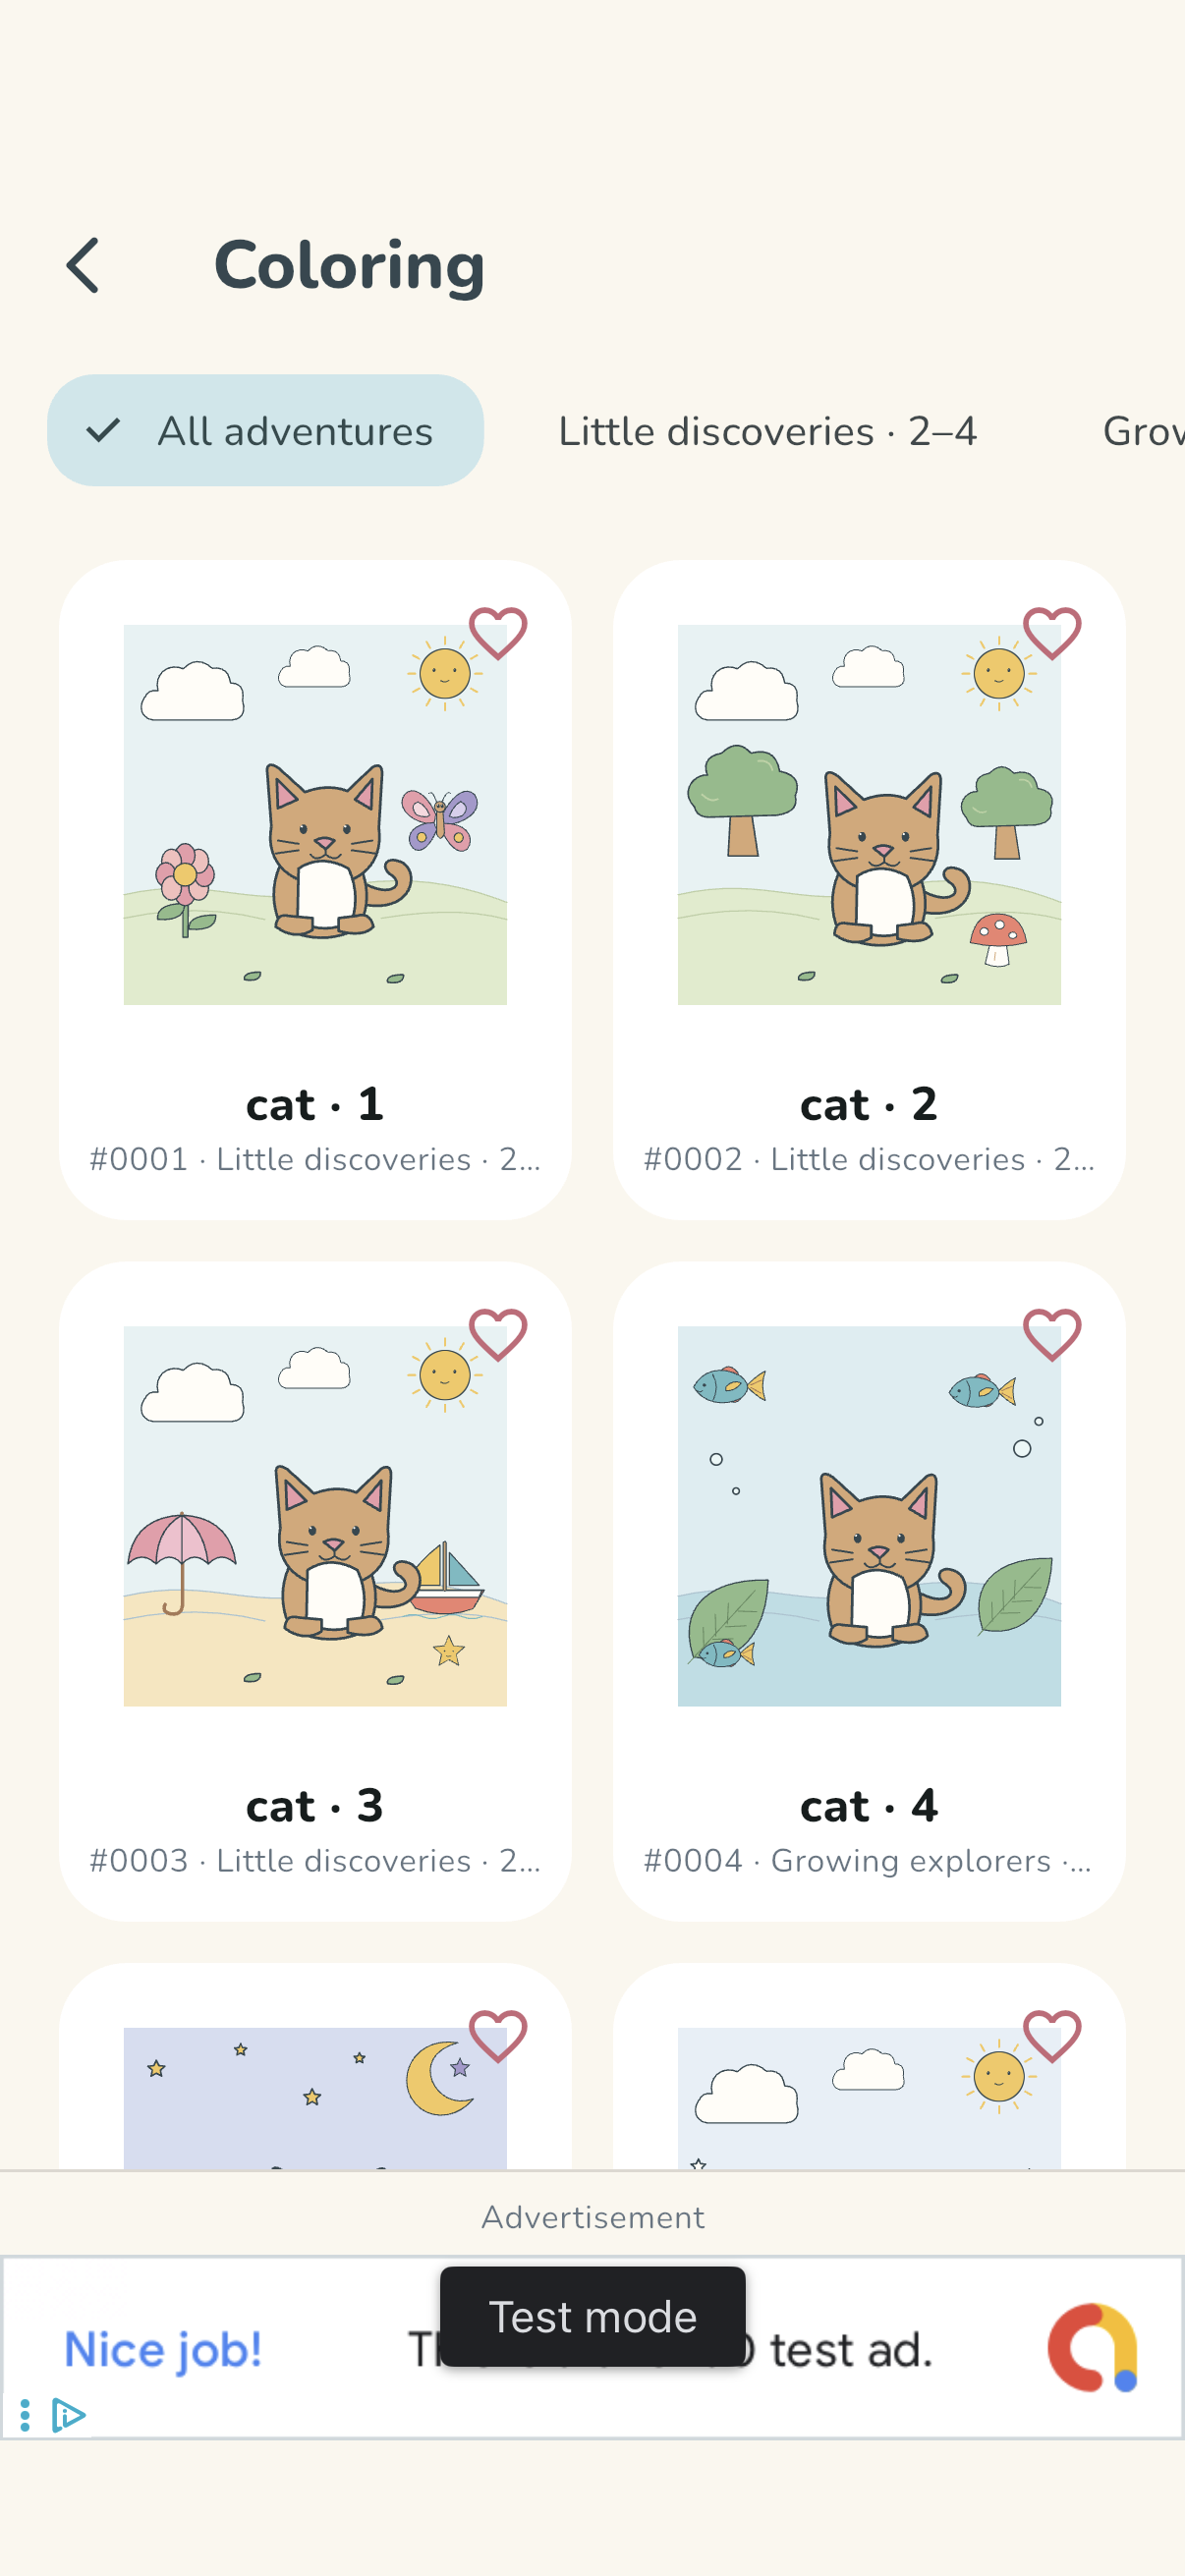 Coloring
All adventures
Little discoveries · 2–4
Grow
cat · 1
#0001 · Little discoveries · 2...
cat · 2
#0002 · Little discoveries · 2...
cat · 3
#0003 · Little discoveries · 2...
cat · 4
#0004 · Growing explorers ·...
Advertisement
Test mode
Nice job!
test ad.